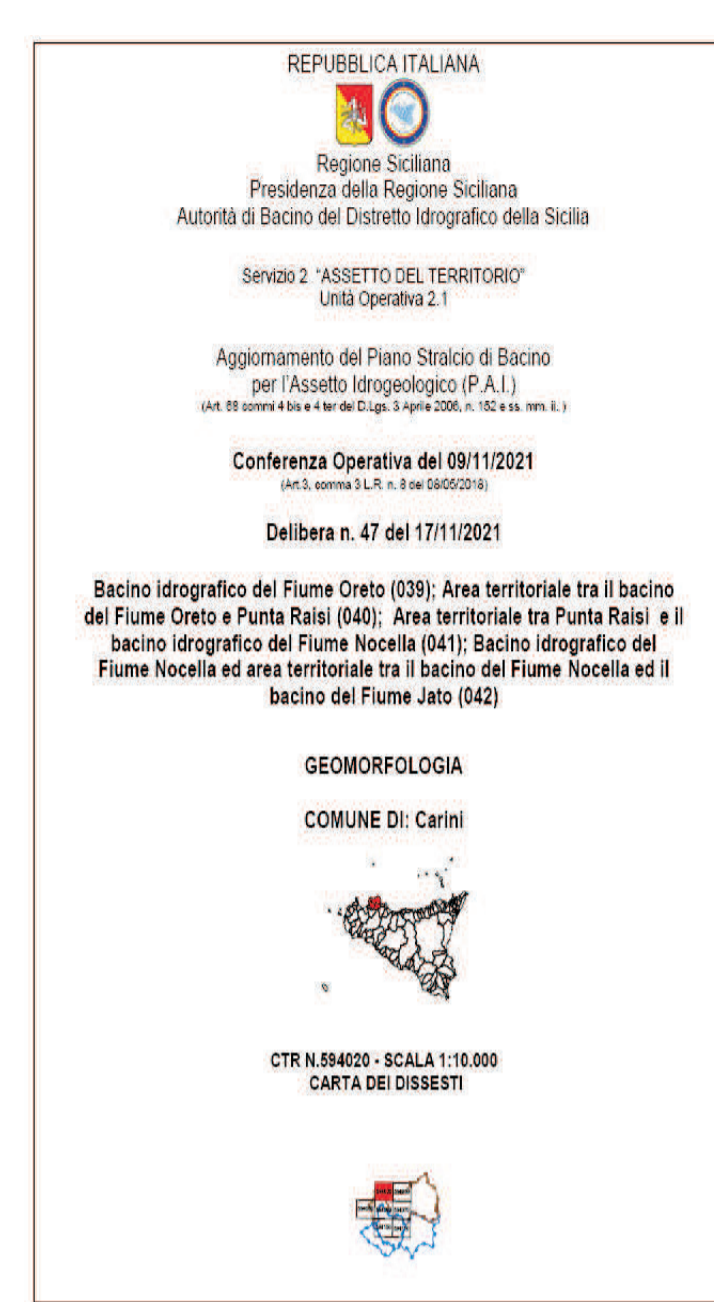 REPUBBLICA ITALIANA
Regione Siciliana
Presidenza della Regione Siciliana
Autorità di Bacino del Distretto Idrografico della Sicilia
Servizio 2 "ASSETTO DEL TERRITORIO"
Unità Operativa 2.1
Aggiornamento del Piano Stralcio di Bacino
per l'Assetto Idrogeologico (P.A.I.)
(Art. 68 commi 4 bis e 4 ter del D.Lgs. 3 Aprile 2006, n. 152 e ss. mm. ii. )
Conferenza Operativa del 09/11/2021
(Art.3, comma 3 L.R. n. 8 del 08/05/2018)
Delibera n. 47 del 17/11/2021
Bacino idrografico del Fiume Oreto (039); Area territoriale tra il bacino
del Fiume Oreto e Punta Raisi (040); Area territoriale tra Punta Raisi e il
bacino idrografico del Fiume Nocella (041); Bacino idrografico del
Fiume Nocella ed area territoriale tra il bacino del Fiume Nocella ed il
bacino del Fiume Jato (042)
GEOMORFOLOGIA
COMUNE DI: Carini
CTR N.594020 - SCALA 1:10.000
CARTA DEI DISSESTI